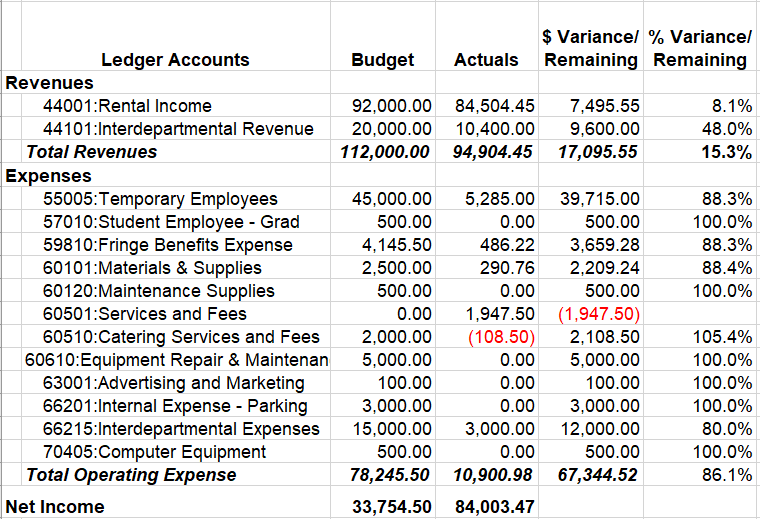 $ Variance/ % Variance/
Ledger Accounts Budget Actuals Remaining Remaining
Revenues
44001:Rental Income 92,000.00 84,504.45 7,495.55 8.1%
44101:Interdepartmental Revenue 20,000.00 10,400.00 9,600.00 48.0%
Total Revenues 112,000.00 94,904.45 17,095.55 15.3%
Expenses
55005:Temporary Employees 45,000.00 5,285.00 39,715.00 88.3%
57010:Student Employee - Grad 500.00 0.00 500.00 100.0%
59810:Fringe Benefits Expense 4,145.50 486.22 3,659.28 88.3%
60101:Materials & Supplies 2,500.00 290.76 2,209.24 88.4%
60120:Maintenance Supplies 500.00 0.00 500.00 100.0%
60501:Services and Fees 0.00 1,947.50 (1,947.50)
60510:Catering Services and Fees 2,000.00 (108.50) 2,108.50 105.4%
60610:Equipment Repair & Maintenan 5,000.00 0.00 5,000.00 100.0%
63001:Advertising and Marketing 100.00 0.00 100.00 100.0%
66201:Internal Expense - Parking 3,000.00 0.00 3,000.00 100.0%
66215:Interdepartmental Expenses 15,000.00 3,000.00 12,000.00 80.0%
70405:Computer Equipment 500.00 0.00 500.00 100.0%
Total Operating Expense 78,245.50 10,900.98 67,344.52 86.1%
Net Income 33,754.50 84,003.47